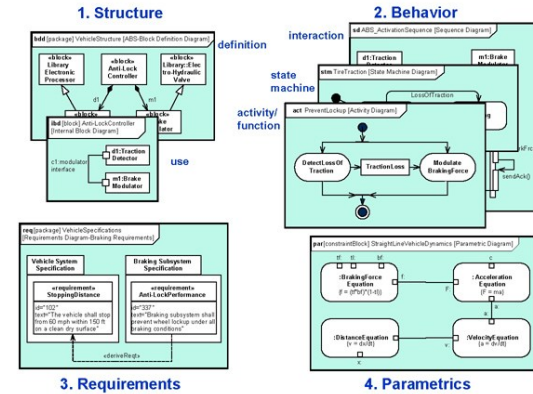 1. Structure
bdd [package] VehicleStructure [ABS-Block Definition Diagram]
definition
«block»
Library
Electronic
Processor
«block»
Anti-Lock
Controller
«block»
Library::Elec
tro-Hydraulic
Valve
d1
m1
«block»
ibd [block] Anti-LockController
[Internal Block Diagram]
use
c1:modulator
interface
d1:Traction
Detector
m1:Brake
Modulator
2. Behavior
interaction
sd ABS_ActivationSequence [Sequence Diagram]
d1:Traction
m1:Brake
state
machine
stm TireTraction [State Machine Diagram]
LossOfTraction
activity/
function
act PreventLockup [Activity Diagram]
DetectLossOf
Traction
TractionLoss
Modulate
BrakingForce
sendAck()
req [package] VehicleSpecifications
[Requirements Diagram-Braking Requirements]
Vehicle System
Specification
Braking Subsystem
Specification
«requirement»
StoppingDistance
id="102"
text="The vehicle shall stop
from 60 mph within 150 ft
on a clean dry surface"
«requirement»
Anti-LockPerformance
id="337"
text="Braking subsystem shall
prevent wheel lockup under all
braking conditions"
«deriveReqt»
3. Requirements
par [constraintBlock] StraightLineVehicleDynamics [Parametric Diagram]
tf tl bf
c
:BrakingForce
Equation
{f = (tf*bf)*(1-tl)}
f
F
:Acceleration
Equation
{F = ma}
a
a
:DistanceEquation
{v = dx/dt}
v
v
:VelocityEquation
{a = dv/dt}
x
4. Parametrics